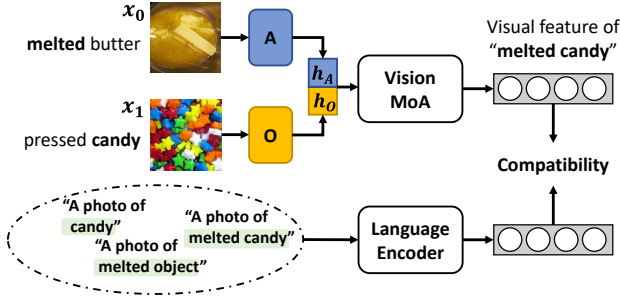 x₀
melted butter
A
h_A
h_O
Vision
MoA
Visual feature of
"melted candy"
x₁
pressed candy
O
Compatibility
"A photo of
candy"
"A photo of
melted candy"
"A photo of
melted object"
Language
Encoder